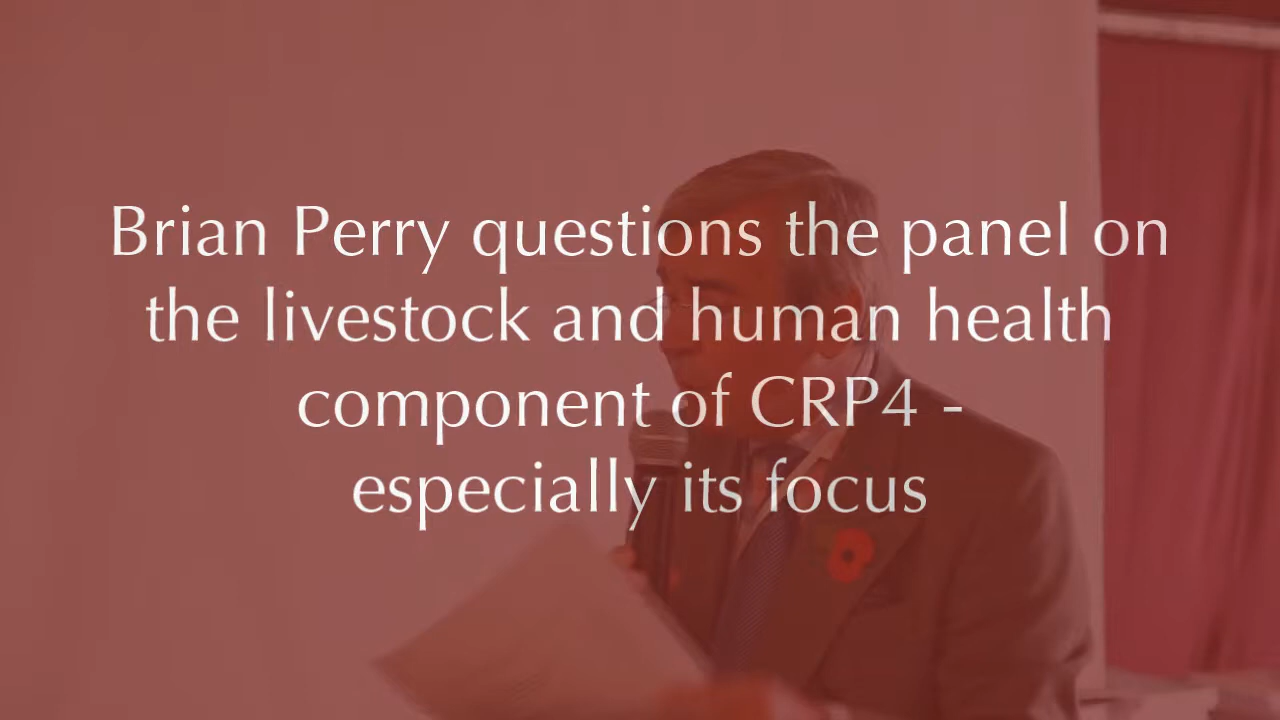 Brian Perry questions the panel on
the livestock and human health
component of CRP4 -
especially its focus